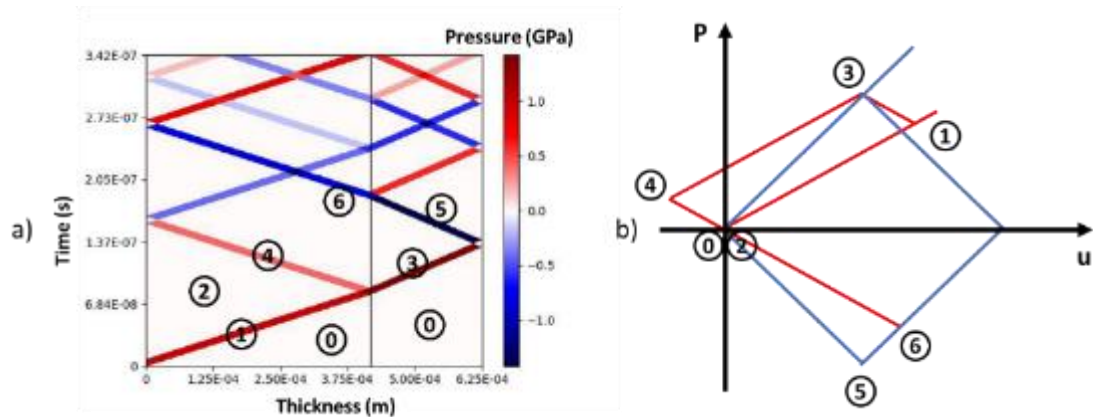 Pressure (GPa)
a)
Time (s)
3.42E-07
2.73E-07
2.05E-07
1.37E-07
6.84E-08
0
0
1.25E-04
2.50E-04
3.75E-04
5.00E-04
6.25E-04
Thickness (m)
1.0
0.5
0.0
−0.5
−1.0
6
5
4
3
2
1
0
0
b)
P
u
3
1
4
0
2
6
5